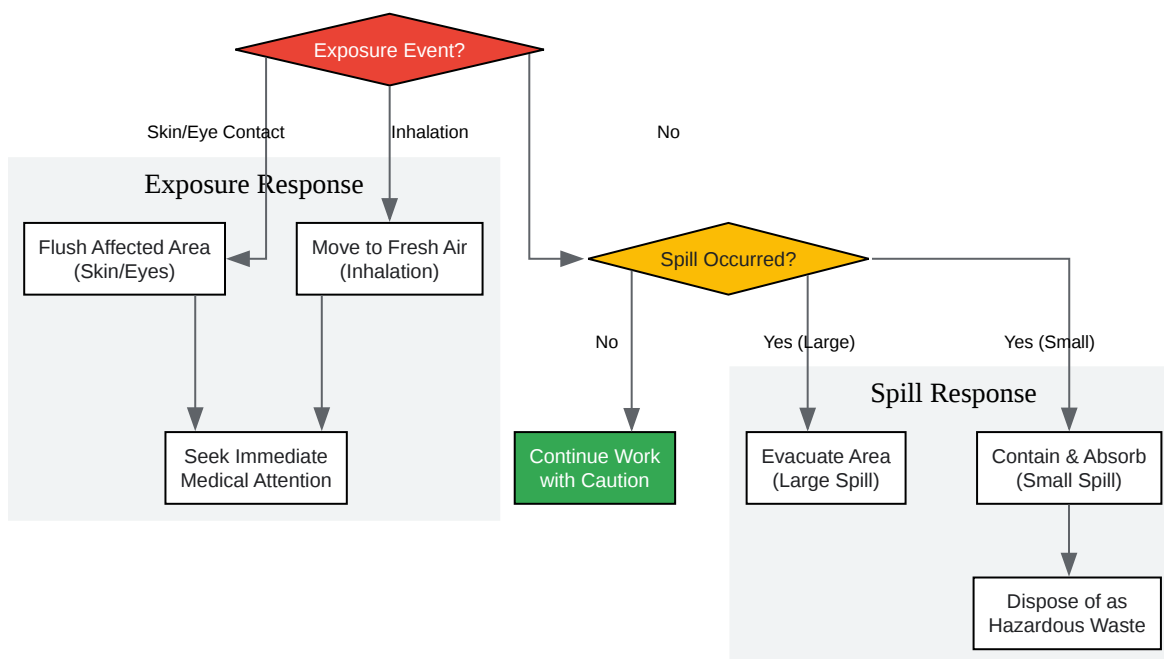 Exposure Event?
Skin/Eye Contact
Inhalation
No
Exposure Response
Flush Affected Area
(Skin/Eyes)
Move to Fresh Air
(Inhalation)
Spill Occurred?
No
Yes (Large)
Yes (Small)
Spill Response
Seek Immediate
Medical Attention
Continue Work
with Caution
Evacuate Area
(Large Spill)
Contain & Absorb
(Small Spill)
Dispose of as
Hazardous Waste